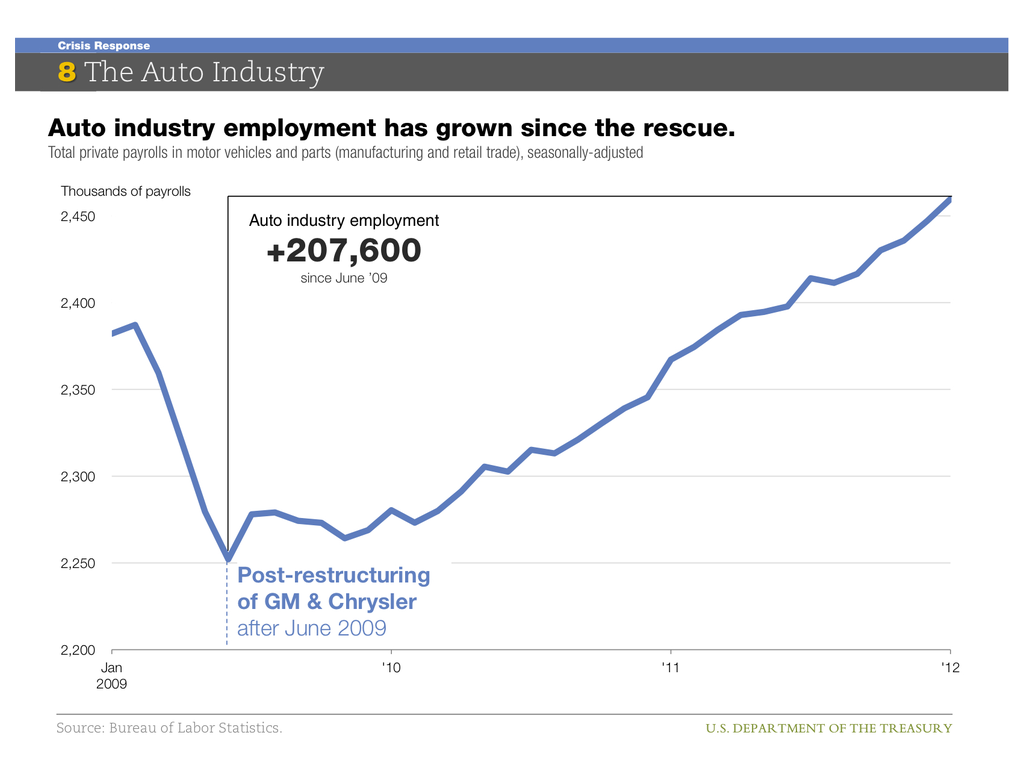 Crisis Response
8 The Auto Industry
Auto industry employment has grown since the rescue.
Total private payrolls in motor vehicles and parts (manufacturing and retail trade), seasonally-adjusted
Thousands of payrolls
2,450
2,400
2,350
2,300
2,250
2,200
Auto industry employment
+207,600
since June ’09
Post-restructuring
of GM & Chrysler
after June 2009
Jan
2009
'10
'11
'12
Source: Bureau of Labor Statistics.
U.S. DEPARTMENT OF THE TREASURY